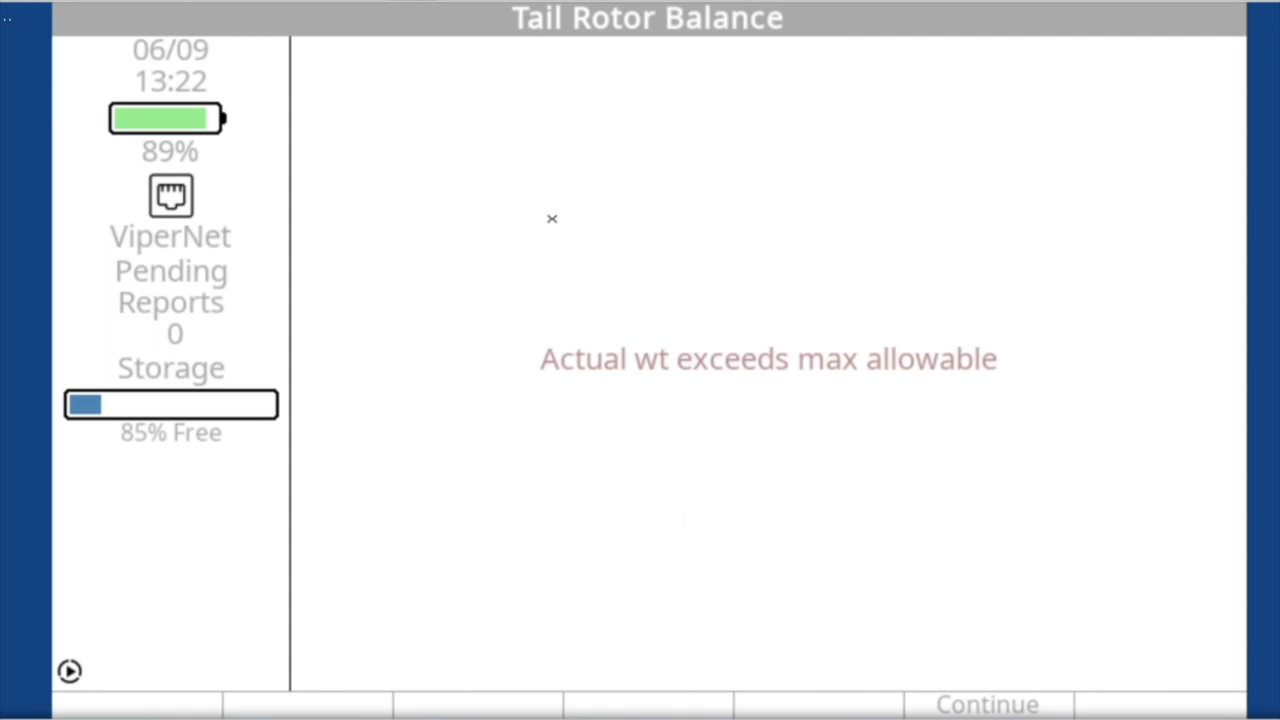 Tail Rotor Balance
06/09
13:22
89%
ViperNet
Pending
Reports
0
Storage
85% Free
Actual wt exceeds max allowable
Continue